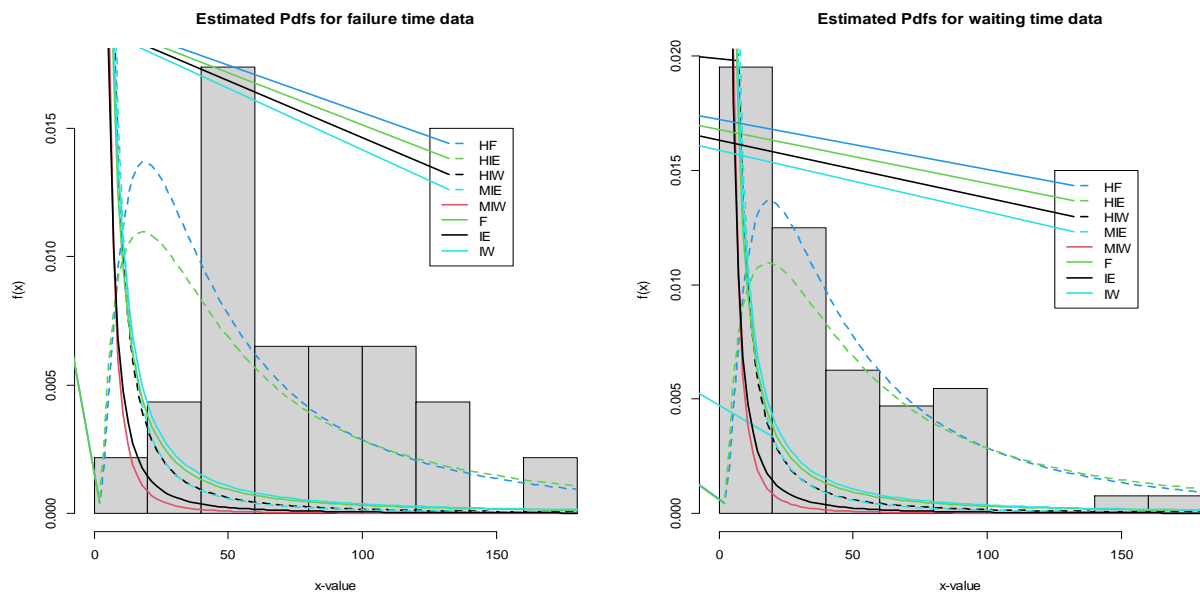 Estimated Pdfs for failure time data
f(x)
0.015
0.010
0.005
0.000
HF
HIE
HIW
MIE
MIW
F
IE
IW
0 50 100 150
x-value
Estimated Pdfs for waiting time data
f(x)
0.020
0.015
0.010
0.005
0.000
HF
HIE
HIW
MIE
MIW
F
IE
IW
0 50 100 150
x-value